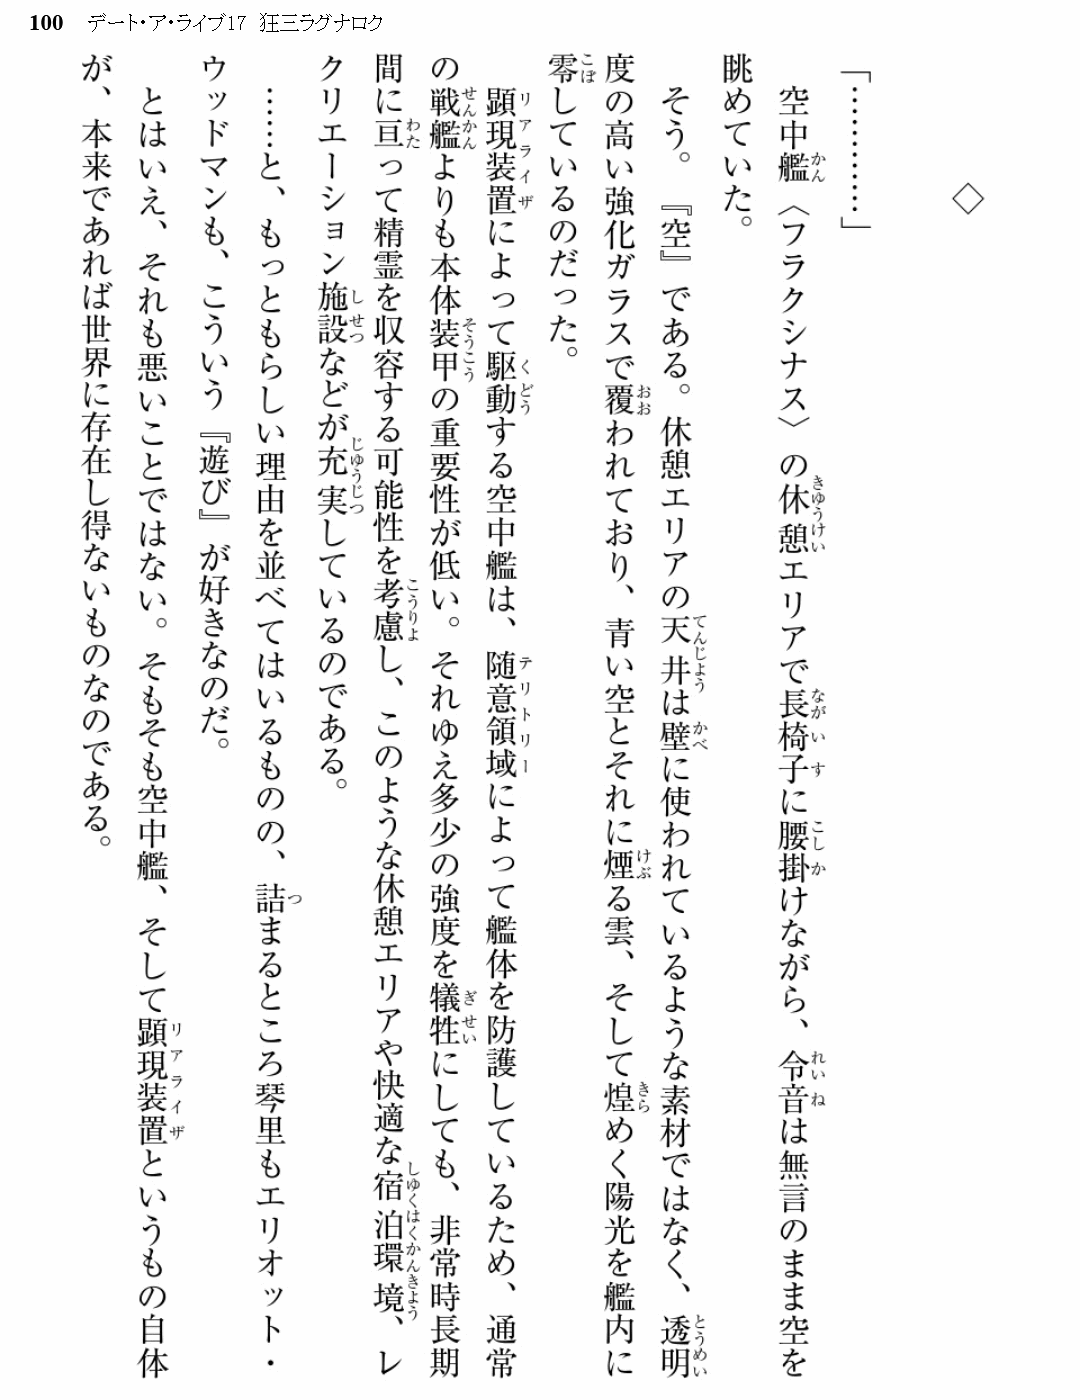 100 デート・ア・ライブ17 狂三ラグナロク
◇
「…………」
空中艦〈フラクシナス〉の休憩エリアで長椅子に腰掛けながら、令音は無言のまま空を
眺めていた。
そう。『空』である。休憩エリアの天井は壁に使われているような素材ではなく、透明
度の高い強化ガラスで覆われており、青い空とそれに煙る雲、そして煌めく陽光を艦内に
零しているのだった。
顕現装置によって駆動する空中艦は、随意領域によって艦体を防護しているため、通常
の戦艦よりも本体装甲の重要性が低い。それゆえ多少の強度を犠牲にしても、非常時長期
間に亘って精霊を収容する可能性を考慮し、このような休憩エリアや快適な宿泊環境、レ
クリエーション施設などが充実しているのである。
……と、もっともらしい理由を並べてはいるものの、詰まるところ琴里もエリオット・
ウッドマンも、こういう『遊び』が好きなのだ。
とはいえ、それも悪いことではない。そもそも空中艦、そして顕現装置というもの自体
が、本来であれば世界に存在し得ないものなのである。